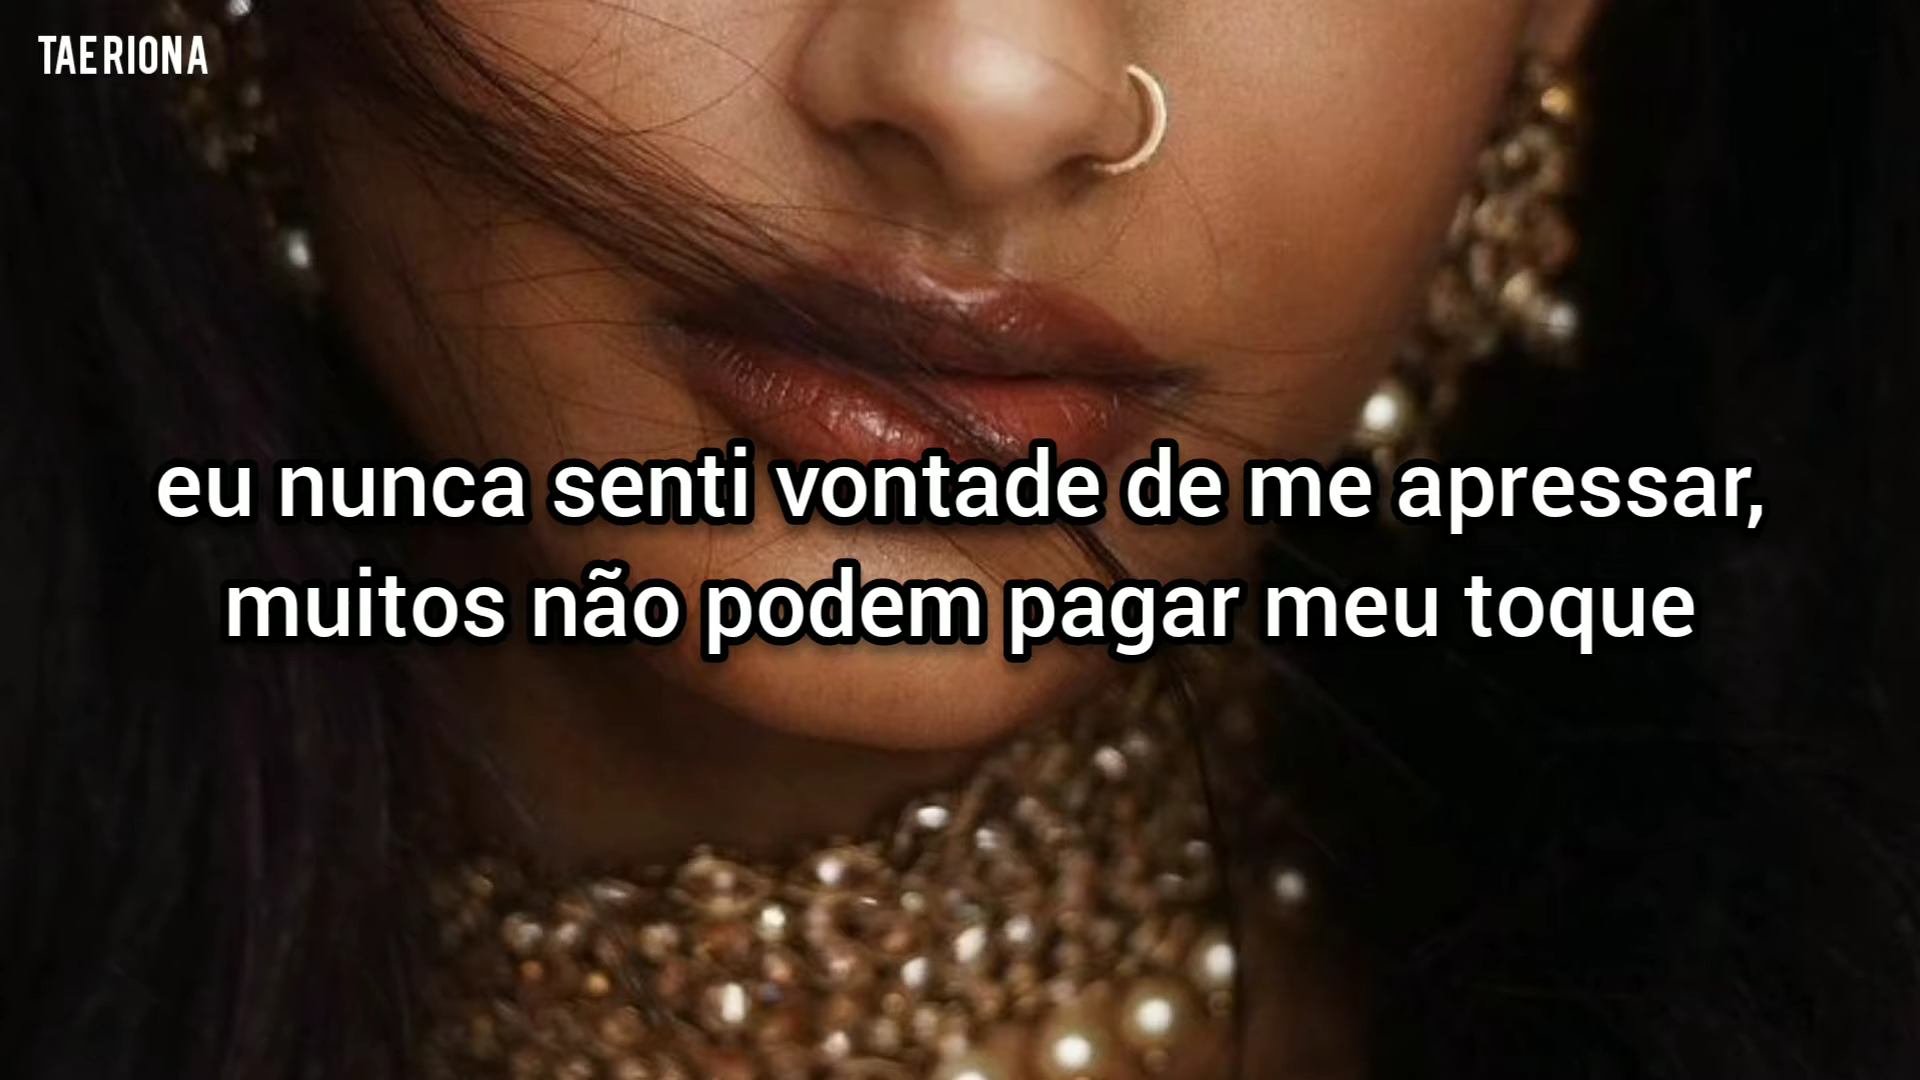 TAERIONA
eu nunca senti vontade de me apressar,
muitos não podem pagar meu toque